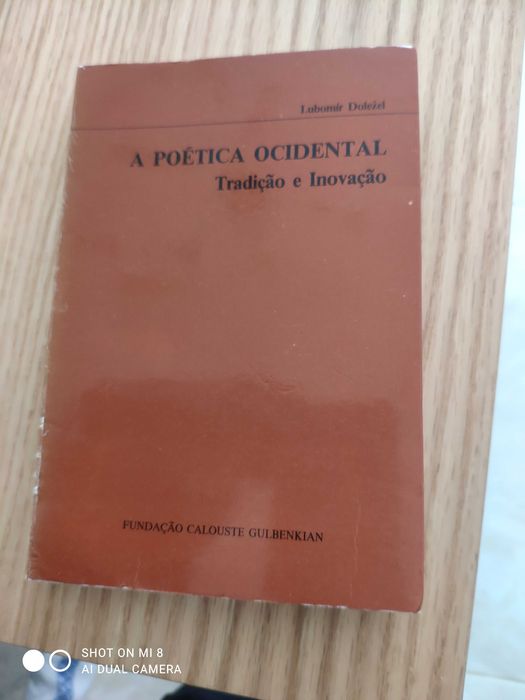 Lubomír Doležel
A POÉTICA OCIDENTAL
Tradição e Inovação
FUNDAÇÃO CALOUSTE GULBENKIAN
SHOT ON MI 8
AI DUAL CAMERA